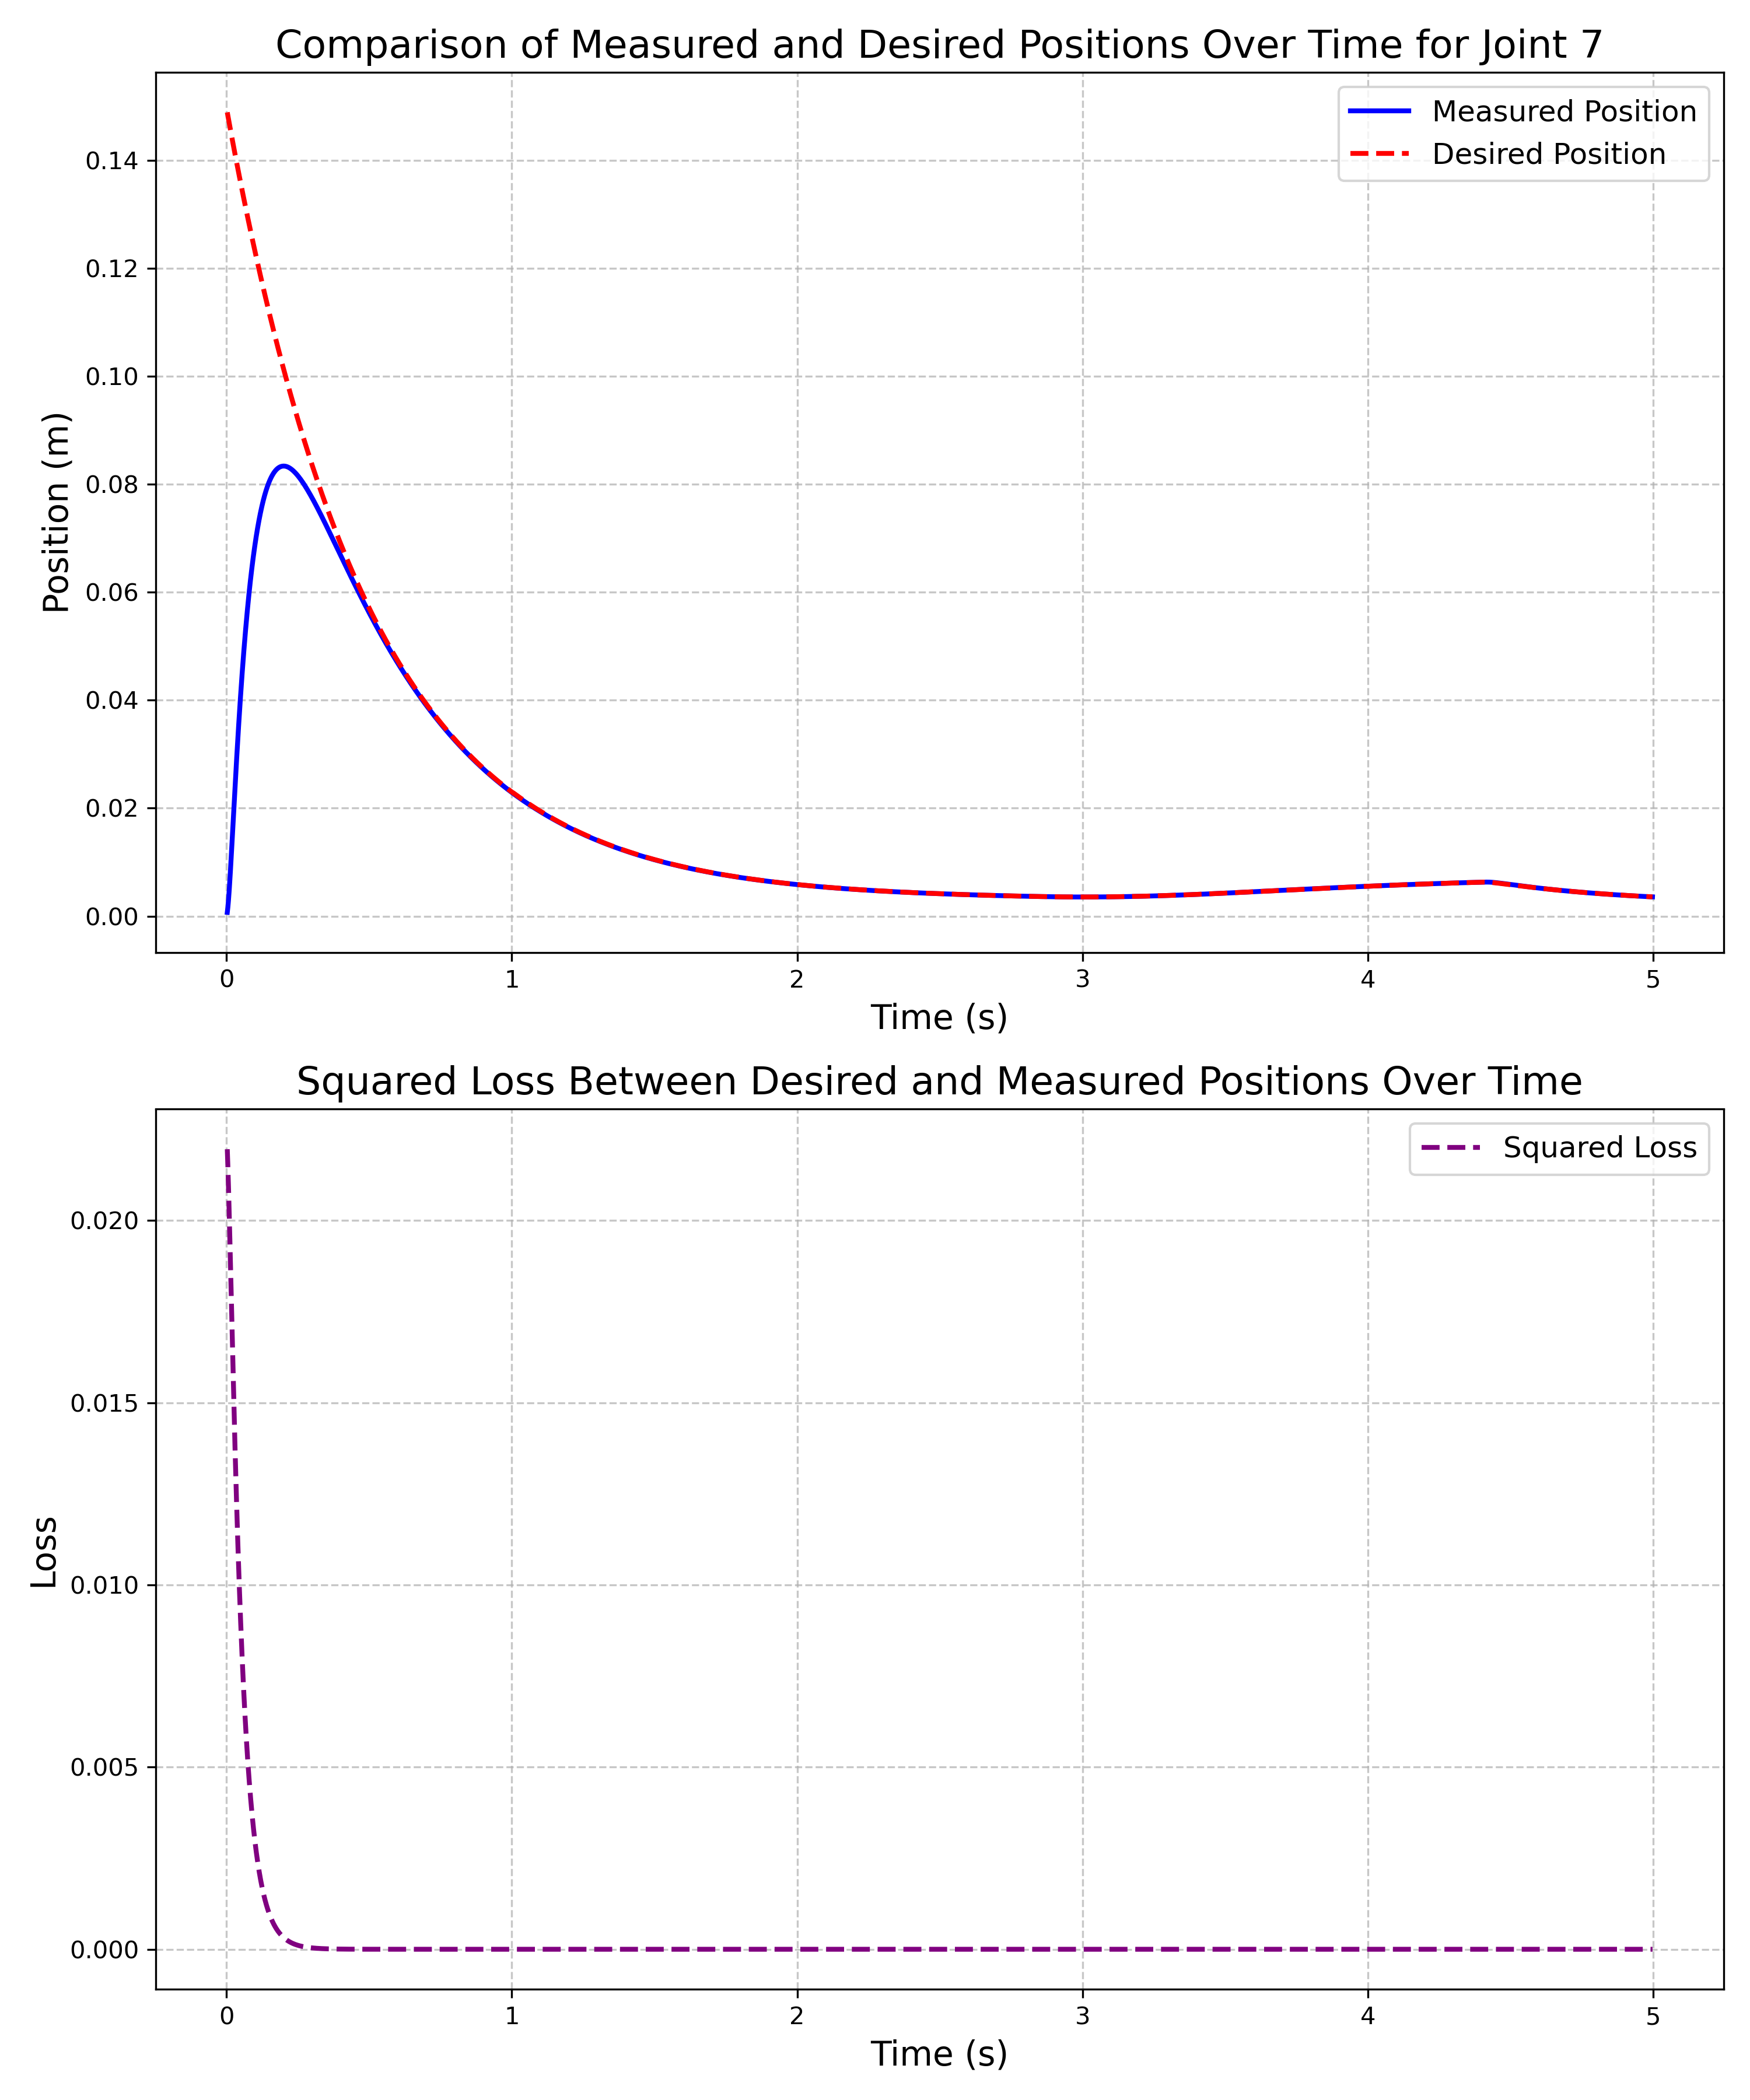 Comparison of Measured and Desired Positions Over Time for Joint 7
Measured Position
Desired Position
Position (m)
0.14
0.12
0.10
0.08
0.06
0.04
0.02
0.00
0 1 2 3 4 5
Time (s)
Squared Loss Between Desired and Measured Positions Over Time
Squared Loss
Loss
0.020
0.015
0.010
0.005
0.000
0 1 2 3 4 5
Time (s)